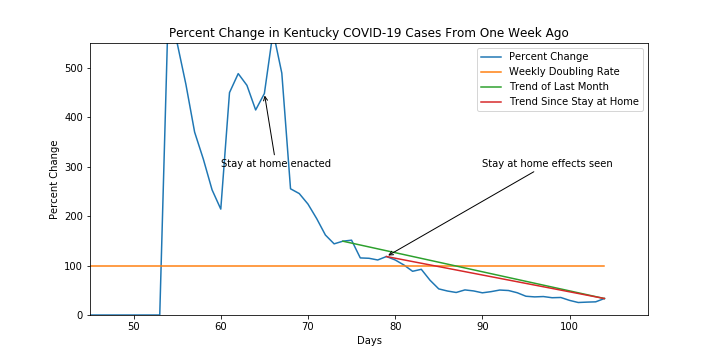 Percent Change in Kentucky COVID-19 Cases From One Week Ago
Percent Change
Weekly Doubling Rate
Trend of Last Month
Trend Since Stay at Home
Stay at home enacted
Stay at home effects seen
Percent Change
500
400
300
200
100
0
50
60
70
80
90
100
Days